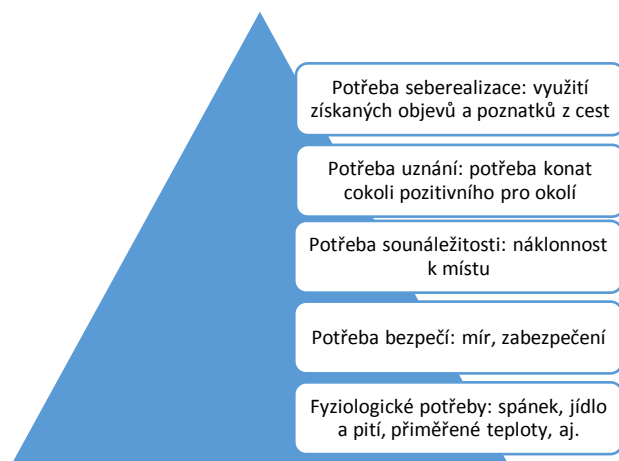 Potřeba seberealizace: využití
získaných objevů a poznatků z cest
Potřeba uznání: potřeba konat
cokoli pozitivního pro okolí
Potřeba sounáležitosti: náklonnost
k místu
Potřeba bezpečí: mír, zabezpečení
Fyziologické potřeby: spánek, jídlo
a pití, přiměřené teploty, aj.